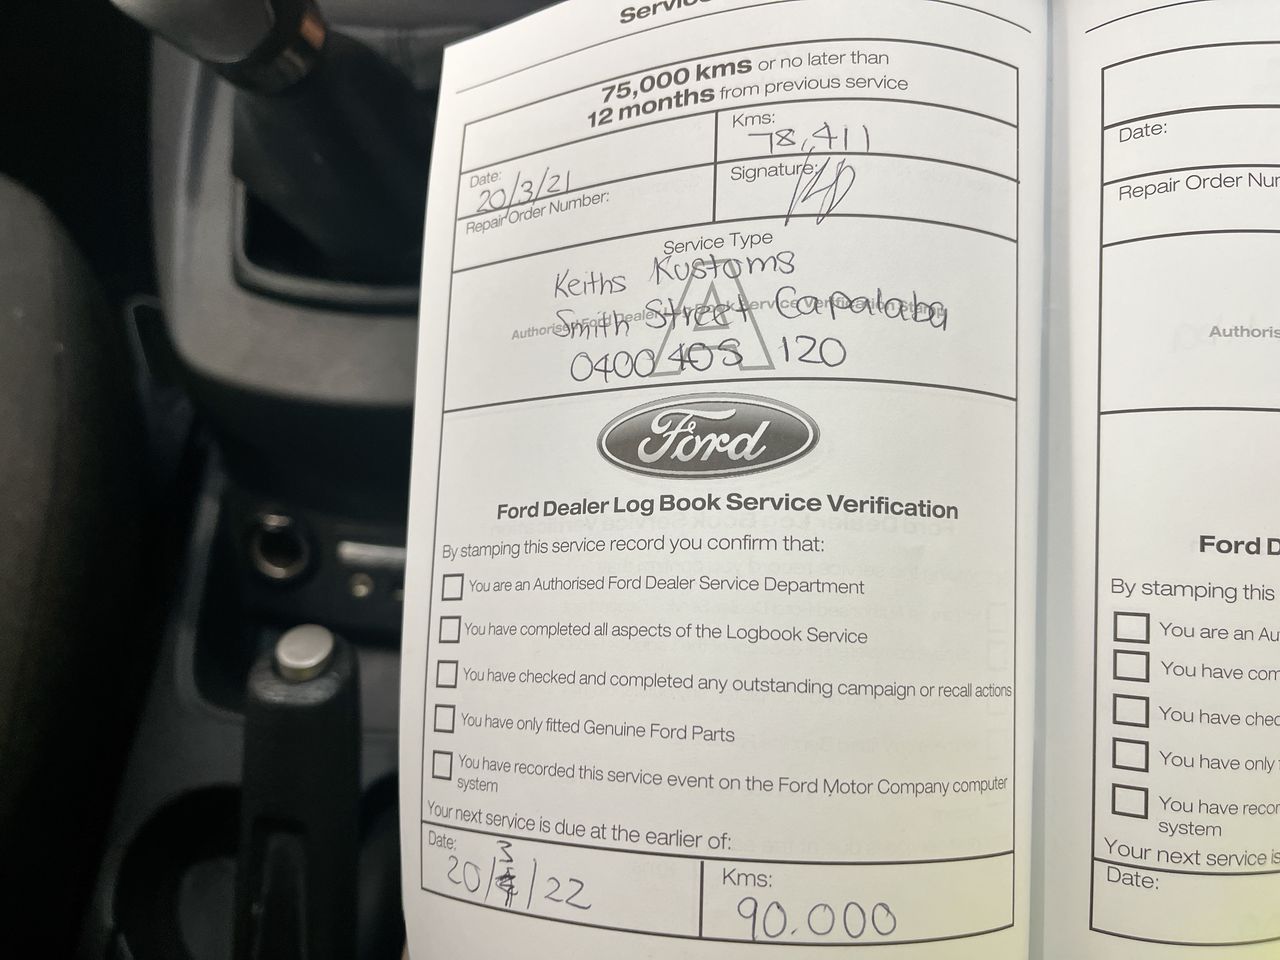 Service
75,000 kms or no later than
12 months from previous service
Kms:
78,411
Date:
20/3/21
Signature:
Repair Order Number:
Service Type
Keiths Kustoms
A
Authorised Ford Dealer Log Book Service Verification Stamp
Smith Street Capalaba
0400 405 120
Ford
Ford Dealer Log Book Service Verification
By stamping this service record you confirm that:
You are an Authorised Ford Dealer Service Department
You have completed all aspects of the Logbook Service
You have checked and completed any outstanding campaign or recall actions
You have only fitted Genuine Ford Parts
You have recorded this service event on the Ford Motor Company computer
system
Your next service is due at the earlier of:
Date:
20/3/22
Kms:
90.000
Date:
Repair Order Num
Authoris
Ford D
By stamping this
You are an Au
You have com
You have chec
You have only
You have recor
system
Your next service is
Date: